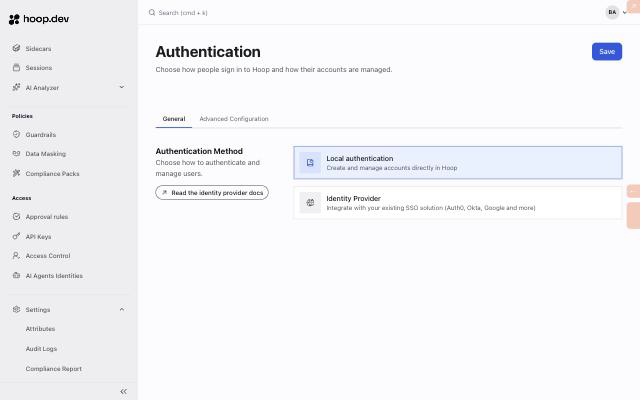 hoop.dev
Search (cmd + k)
BA
Sidecars
Sessions
AI Analyzer
Policies
Guardrails
Data Masking
Compliance Packs
Access
Approval rules
API Keys
Access Control
AI Agents Identities
Settings
Attributes
Audit Logs
Compliance Report
Authentication
Save
Choose how people sign in to Hoop and how their accounts are managed.
General
Advanced Configuration
Authentication Method
Choose how to authenticate and
manage users.
Read the identity provider docs
Local authentication
Create and manage accounts directly in Hoop
Identity Provider
Integrate with your existing SSO solution (Auth0, Okta, Google and more)